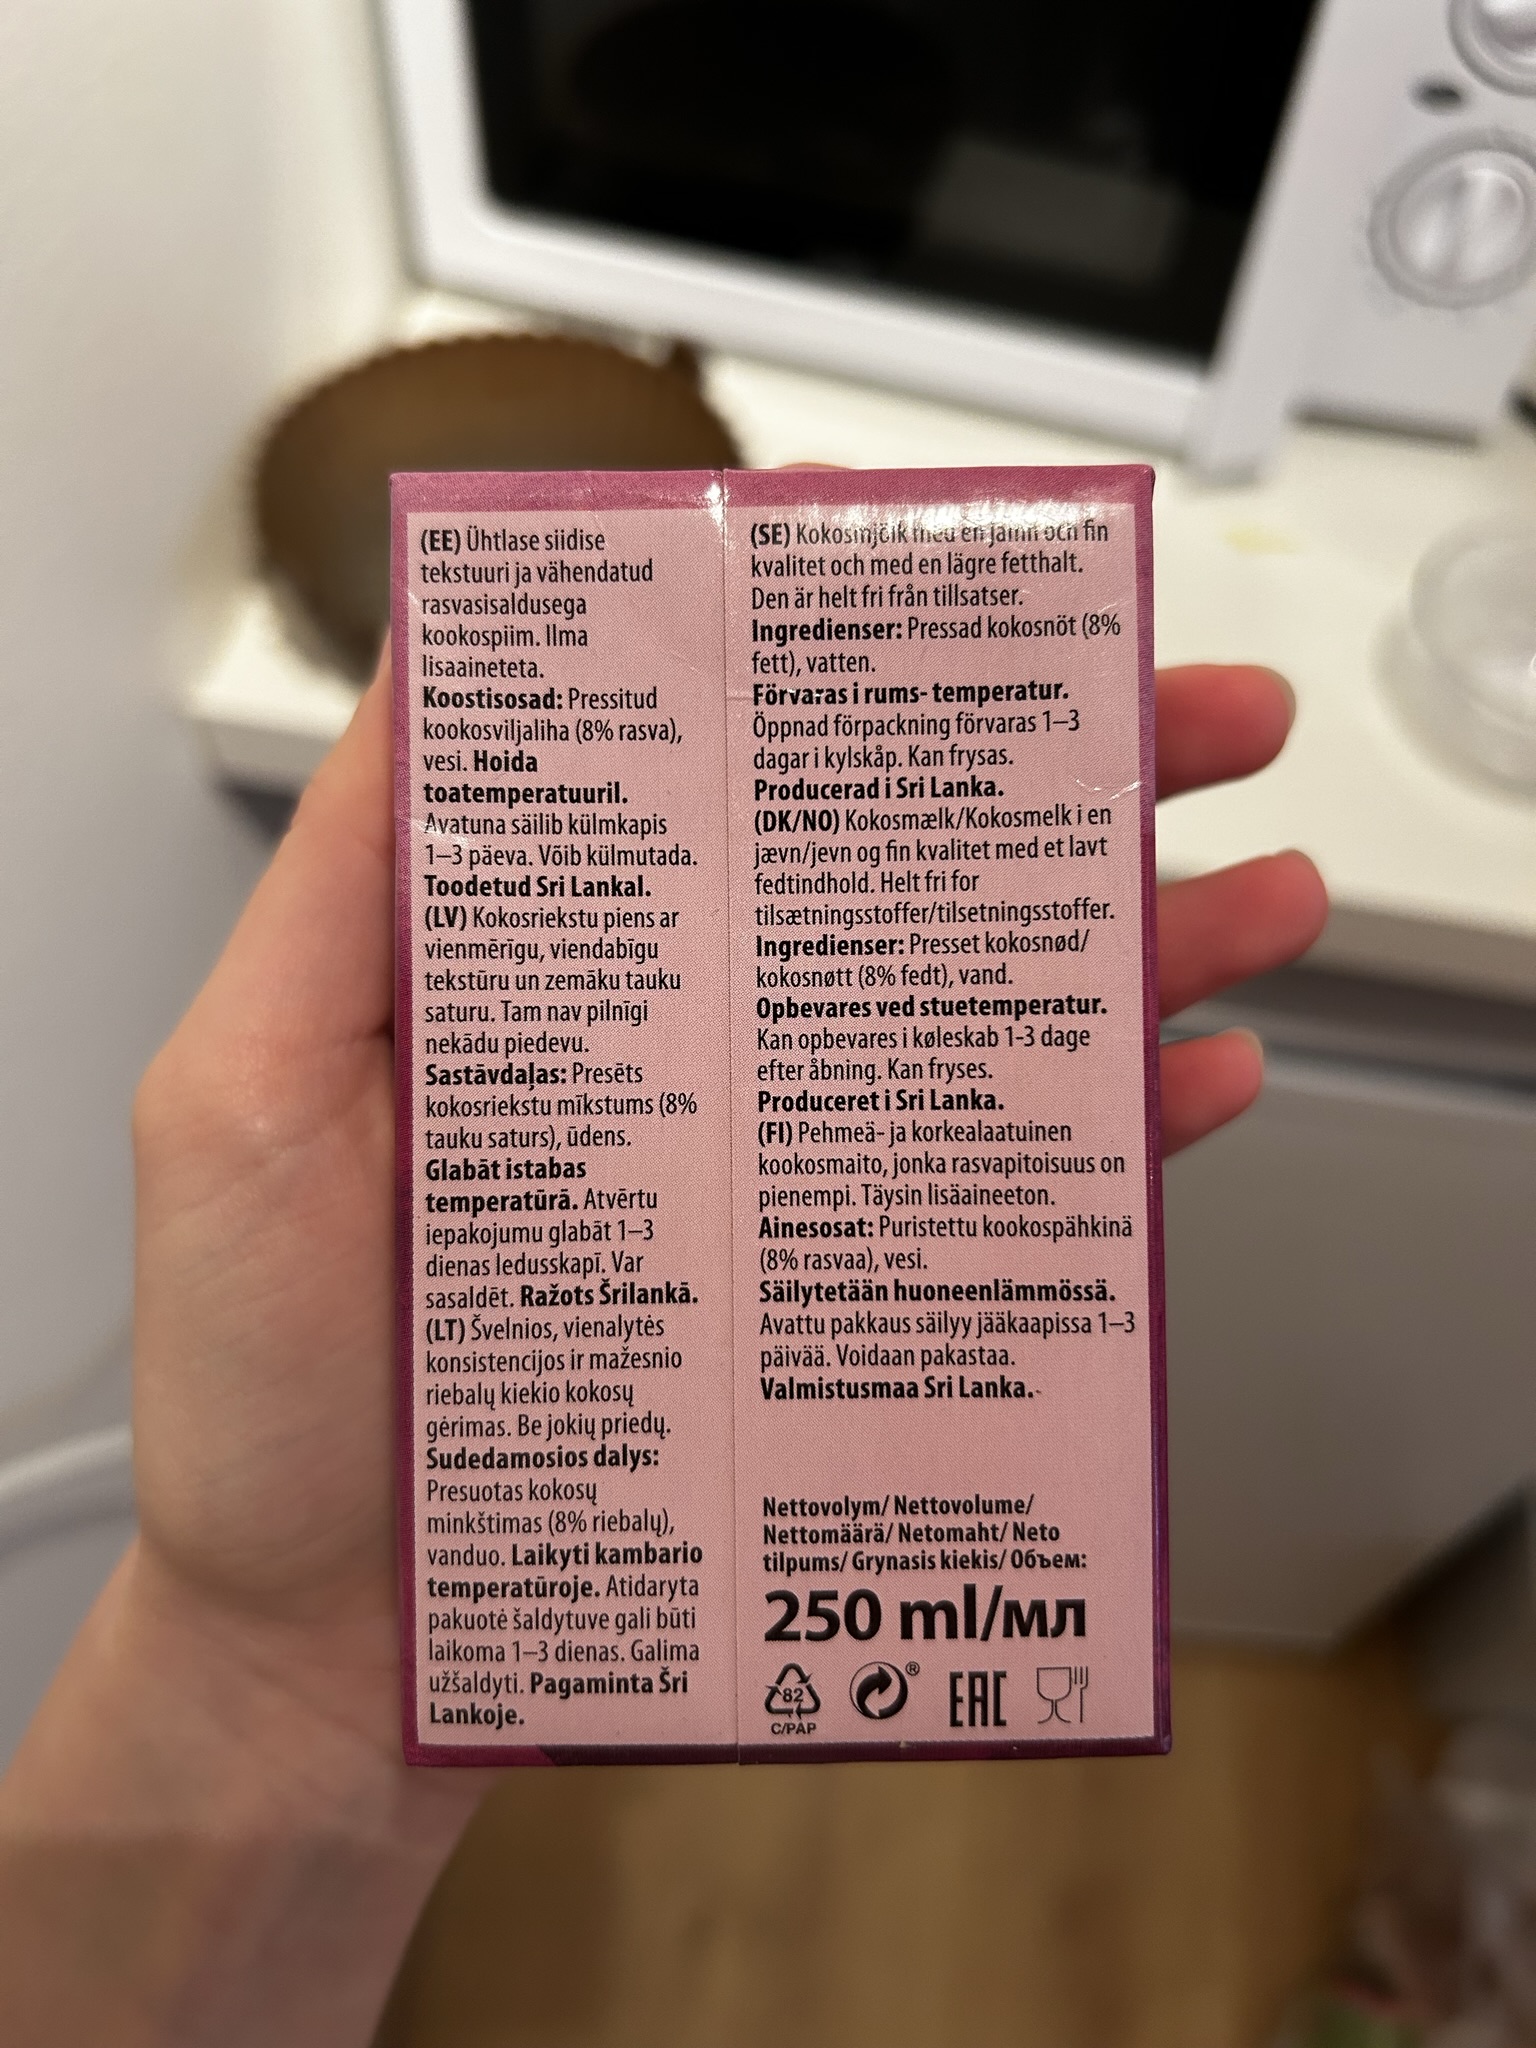 (EE) Ühtlase siidise
tekstuuri ja vähendatud
rasvasisaldusega
kookospiim. Ilma
lisaaineteta.
Koostisosad: Pressitud
kookosviljaliha (8% rasva),
vesi. Hoida
toatemperatuuril.
Avatuna säilib külmkapis
1–3 päeva. Võib külmutada.
Toodetud Sri Lankal.
(LV) Kokosriekstu piens ar
vienmērīgu, viendabīgu
tekstūru un zemāku tauku
saturu. Tam nav pilnīgi
nekādu piedevu.
Sastāvdaļas: Presēts
kokosriekstu mīkstums (8%
tauku saturs), ūdens.
Glabāt istabas
temperatūrā. Atvērtu
iepakojumu glabāt 1–3
dienas ledusskapī. Var
sasaldēt. Ražots Šrilankā.
(LT) Švelnios, vienalytės
konsistencijos ir mažesnio
riebalų kiekio kokosų
gėrimas. Be jokių priedų.
Sudedamosios dalys:
Presuotas kokosų
minkštimas (8% riebalų),
vanduo. Laikyti kambario
temperatūroje. Atidaryta
pakuotė šaldytuve gali būti
laikoma 1–3 dienas. Galima
užšaldyti. Pagaminta Šri
Lankoje.
(SE) Kokosmjölk med en jämn och fin
kvalitet och med en lägre fetthalt.
Den är helt fri från tillsatser.
Ingredienser: Pressad kokosnöt (8%
fett), vatten.
Förvaras i rums- temperatur.
Öppnad förpackning förvaras 1–3
dagar i kylskåp. Kan frysas.
Producerad i Sri Lanka.
(DK/NO) Kokosmælk/Kokosmelk i en
jævn/jevn og fin kvalitet med et lavt
fedtindhold. Helt fri for
tilsætningsstoffer/tilsetningsstoffer.
Ingredienser: Presset kokosnød/
kokosnøtt (8% fedt), vand.
Opbevares ved stuetemperatur.
Kan opbevares i køleskab 1-3 dage
efter åbning. Kan fryses.
Produceret i Sri Lanka.
(FI) Pehmeä- ja korkealaatuinen
kookosmaito, jonka rasvapitoisuus on
pienempi. Täysin lisäaineeton.
Ainesosat: Puristettu kookospähkinä
(8% rasvaa), vesi.
Säilytetään huoneenlämmössä.
Avattu pakkaus säilyy jääkaapissa 1–3
päivää. Voidaan pakastaa.
Valmistusmaa Sri Lanka.
Nettovolym/ Nettovolume/
Nettomäärä/ Netomaht/ Neto
tilpums/ Grynasis kiekis/ Объем:
250 ml/мл
82 ® EAC
C/PAP